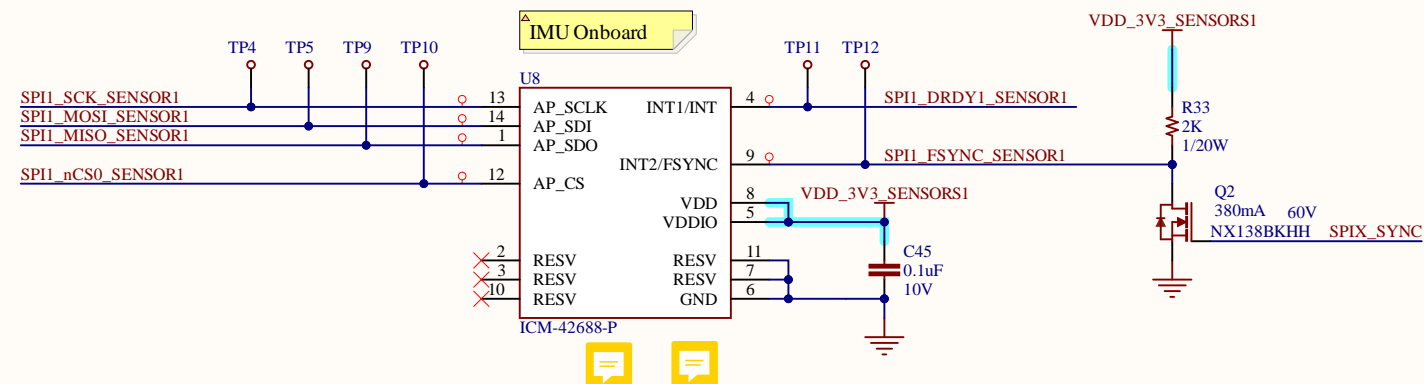 IMU Onboard
VDD_3V3_SENSORS1
TP4
TP5
TP9
TP10
TP11
TP12
U8
SPI1_SCK_SENSOR1
13
AP_SCLK
INT1/INT
4
SPI1_DRDY1_SENSOR1
SPI1_MOSI_SENSOR1
14
AP_SDI
SPI1_MISO_SENSOR1
1
AP_SDO
R33
2K
1/20W
INT2/FSYNC
9
SPI1_FSYNC_SENSOR1
SPI1_nCS0_SENSOR1
12
AP_CS
VDD
8
VDD_3V3_SENSORS1
VDDIO
5
Q2
380mA 60V
NX138BKHH
SPIX_SYNC
2
RESV
RESV
11
3
RESV
RESV
7
10
RESV
GND
6
C45
0.1uF
10V
ICM-42688-P